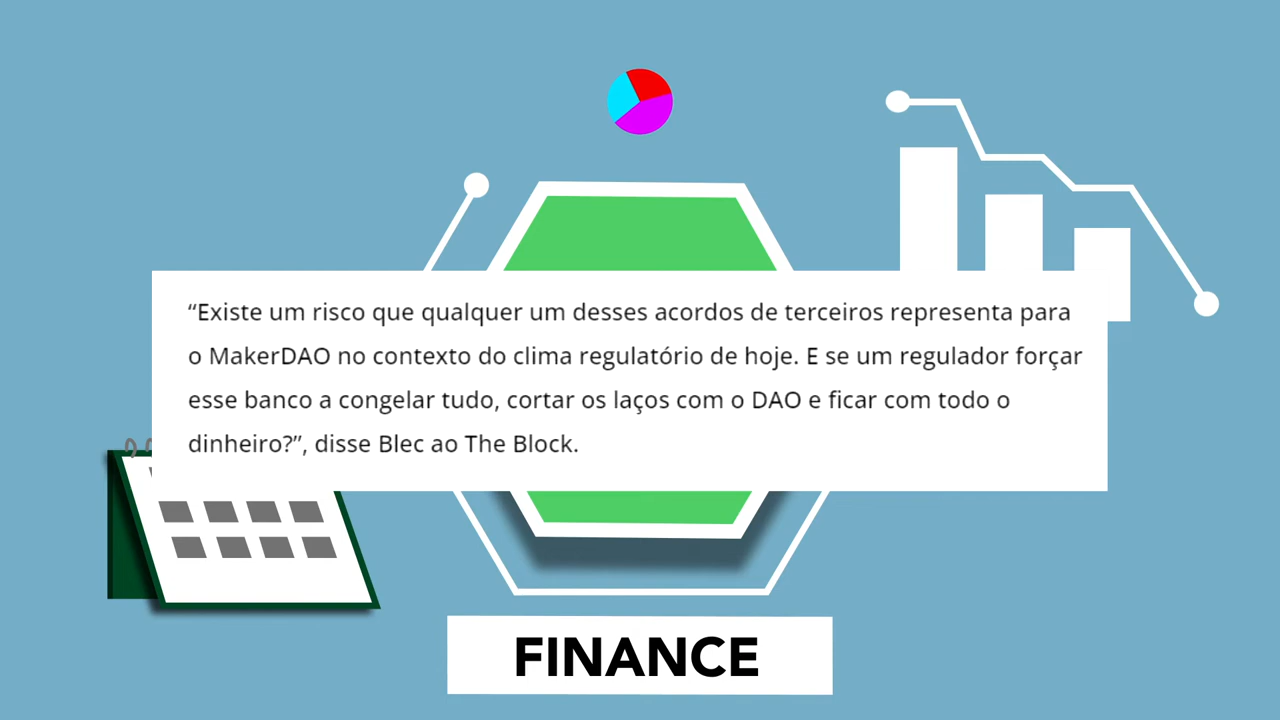 “Existe um risco que qualquer um desses acordos de terceiros representa para
o MakerDAO no contexto do clima regulatório de hoje. E se um regulador forçar
esse banco a congelar tudo, cortar os laços com o DAO e ficar com todo o
dinheiro?”, disse Blec ao The Block.
FINANCE